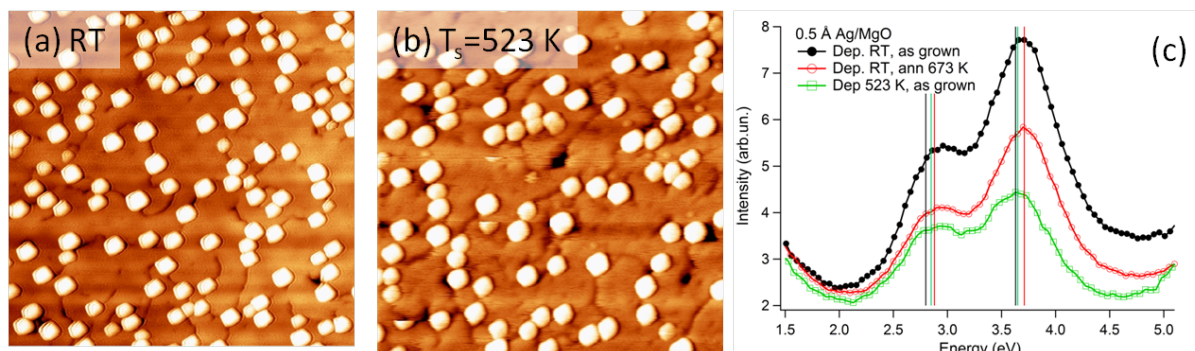 (a) RT
(b) Ts=523 K
(c)
0.5 Å Ag/MgO
Dep. RT, as grown
Dep. RT, ann 673 K
Dep 523 K, as grown
Intensity (arb.un.)
8
7
6
5
4
3
2
1.5 2.0 2.5 3.0 3.5 4.0 4.5 5.0
Energy (eV)